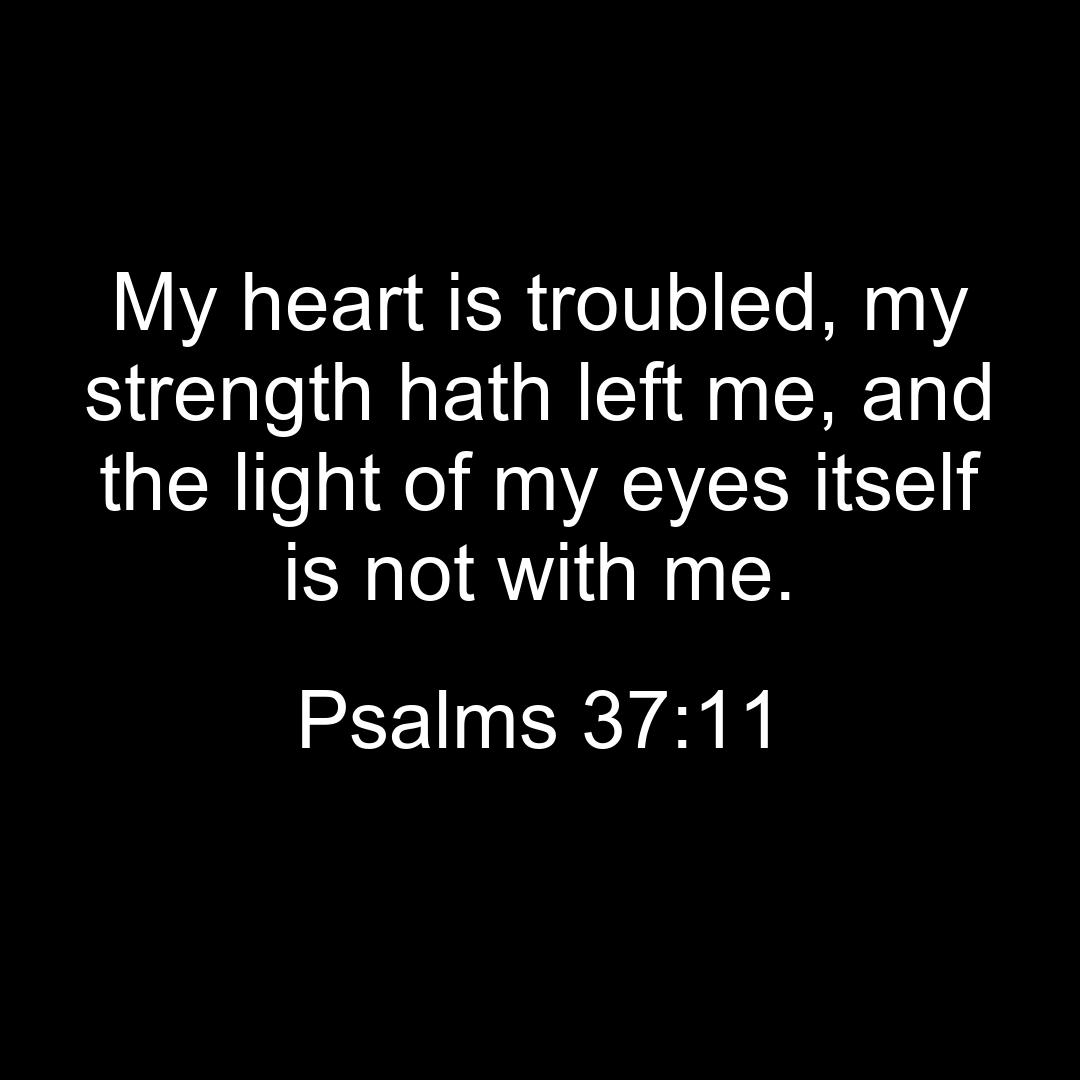 My heart is troubled, my
strength hath left me, and
the light of my eyes itself
is not with me.
Psalms 37:11